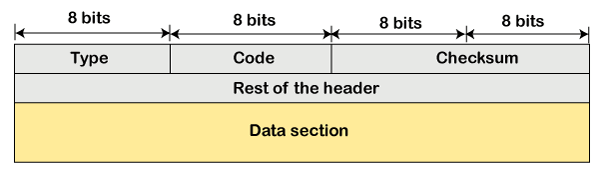 8 bits 8 bits 8 bits 8 bits
Type Code Checksum
Rest of the header
Data section